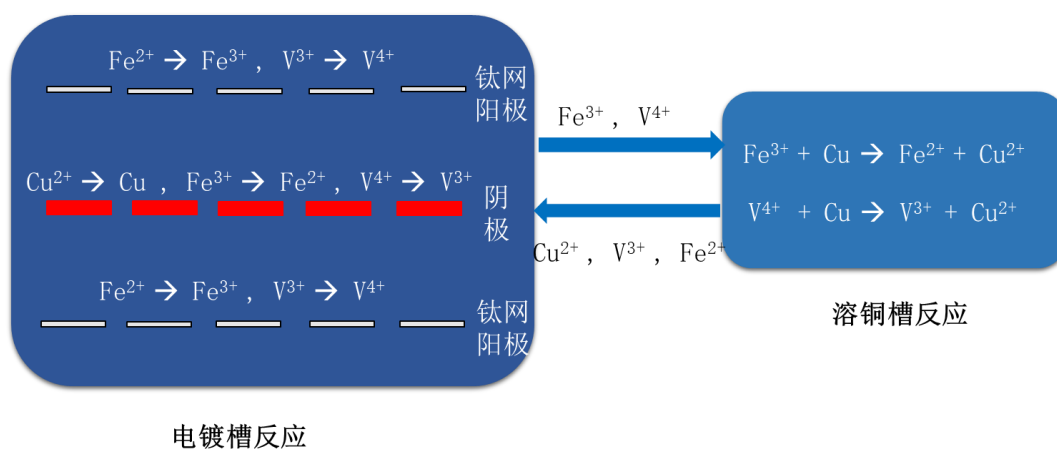 Fe²⁺ → Fe³⁺ , V³⁺ → V⁴⁺
钛网
阳极
Cu²⁺ → Cu , Fe³⁺ → Fe²⁺, V⁴⁺ → V³⁺
阴
极
Fe²⁺ → Fe³⁺ , V³⁺ → V⁴⁺
钛网
阳极
电镀槽反应
Fe³⁺ , V⁴⁺
Cu²⁺ , V³⁺ , Fe²⁺
Fe³⁺ + Cu → Fe²⁺ + Cu²⁺
V⁴⁺ + Cu → V³⁺ + Cu²⁺
溶铜槽反应